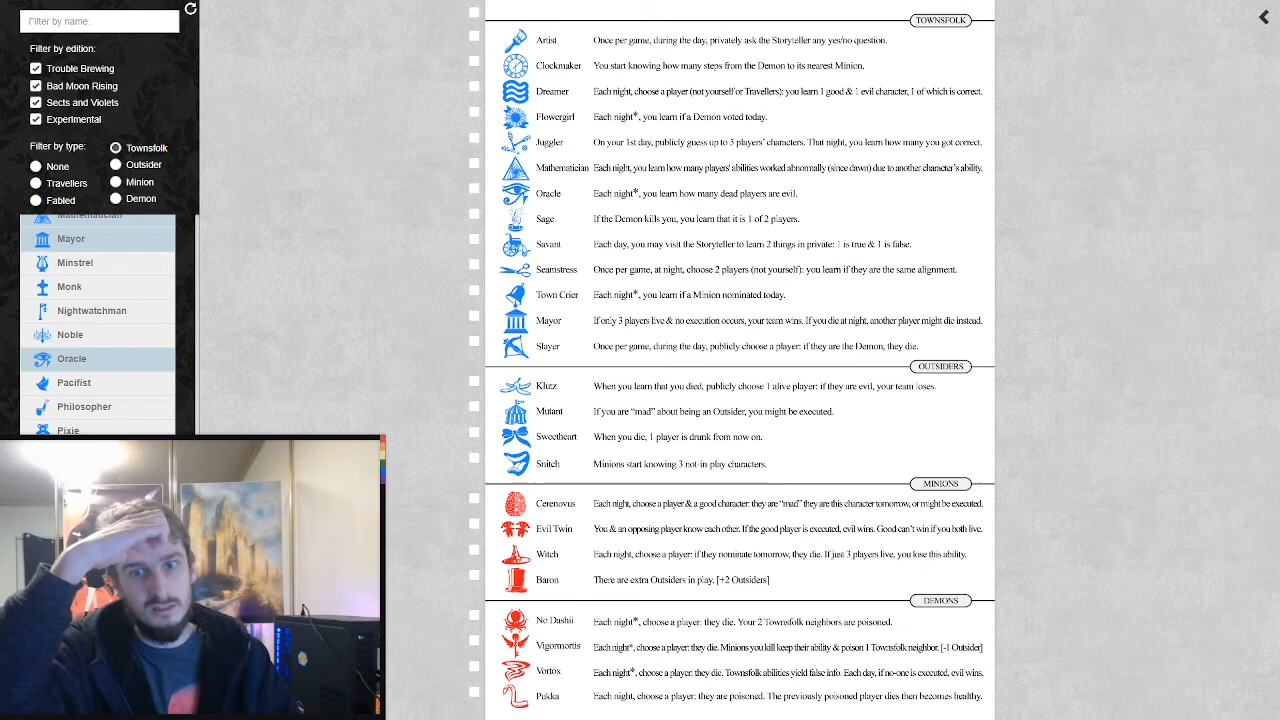 Filter by name:
Filter by edition:
Trouble Brewing
Bad Moon Rising
Sects and Violets
Experimental
Filter by type:
None
Travellers
Fabled
Townsfolk
Outsider
Minion
Demon
Mathematician
Mayor
Minstrel
Monk
Nightwatchman
Noble
Oracle
Pacifist
Philosopher
Pixie
TOWNSFOLK
Artist Once per game, during the day, privately ask the Storyteller any yes/no question.
Clockmaker You start knowing how many steps from the Demon to its nearest Minion.
Dreamer Each night, choose a player (not yourself or Travellers): you learn 1 good & 1 evil character, 1 of which is correct.
Flowergirl Each night*, you learn if a Demon voted today.
Juggler On your 1st day, publicly guess up to 5 players' characters. That night, you learn how many you got correct.
Mathematician Each night, you learn how many players' abilities worked abnormally (since dawn) due to another character's ability.
Oracle Each night*, you learn how many dead players are evil.
Sage If the Demon kills you, you learn that it is 1 of 2 players.
Savant Each day, you may visit the Storyteller to learn 2 things in private: 1 is true & 1 is false.
Seamstress Once per game, at night, choose 2 players (not yourself): you learn if they are the same alignment.
Town Crier Each night*, you learn if a Minion nominated today.
Mayor If only 3 players live & no execution occurs, your team wins. If you die at night, another player might die instead.
Slayer Once per game, during the day, publicly choose a player: if they are the Demon, they die.
OUTSIDERS
Klutz When you learn that you died, publicly choose 1 alive player: if they are evil, your team loses.
Mutant If you are “mad” about being an Outsider, you might be executed.
Sweetheart When you die, 1 player is drunk from now on.
Snitch Minions start knowing 3 not-in-play characters.
MINIONS
Cerenovus Each night, choose a player & a good character: they are “mad” they are this character tomorrow, or might be executed.
Evil Twin You & an opposing player know each other. If the good player is executed, evil wins. Good can't win if you both live.
Witch Each night, choose a player: if they nominate tomorrow, they die. If just 3 players live, you lose this ability.
Baron There are extra Outsiders in play. [+2 Outsiders]
DEMONS
No Dashii Each night*, choose a player: they die. Your 2 Townsfolk neighbors are poisoned.
Vigormortis Each night*, choose a player: they die. Minions you kill keep their ability & poison 1 Townsfolk neighbor. [-1 Outsider]
Vortox Each night*, choose a player: they die. Townsfolk abilities yield false info. Each day, if no-one is executed, evil wins.
Pukka Each night, choose a player: they are poisoned. The previously poisoned player dies then becomes healthy.